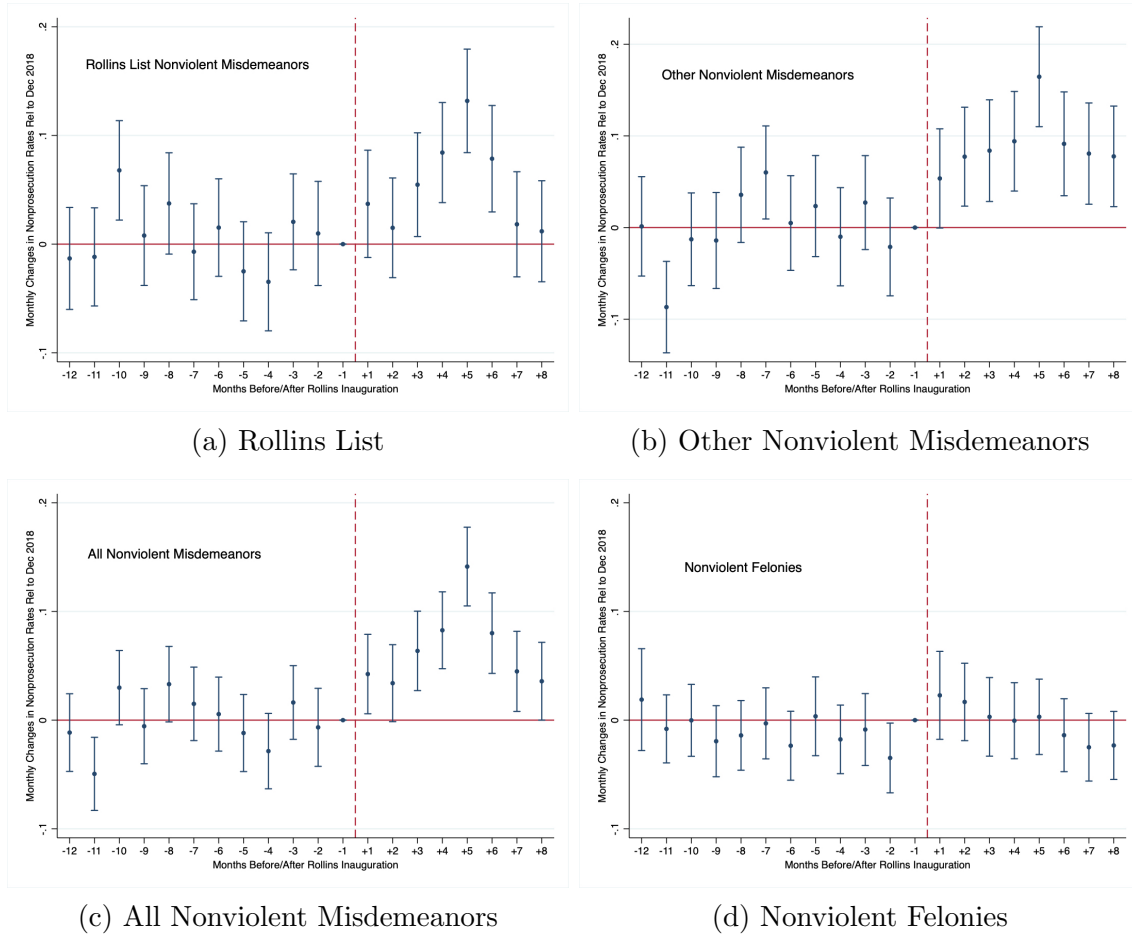 Monthly Changes in Nonprosecution Rates Rel to Dec 2018
.2
.1
0
-.1
Rollins List Nonviolent Misdemeanors
-12 -11 -10 -9 -8 -7 -6 -5 -4 -3 -2 -1 +1 +2 +3 +4 +5 +6 +7 +8
Months Before/After Rollins Inauguration
(a) Rollins List
Monthly Changes in Nonprosecution Rates Rel to Dec 2018
.2
.1
0
-.1
Other Nonviolent Misdemeanors
-12 -11 -10 -9 -8 -7 -6 -5 -4 -3 -2 -1 +1 +2 +3 +4 +5 +6 +7 +8
Months Before/After Rollins Inauguration
(b) Other Nonviolent Misdemeanors
Monthly Changes in Nonprosecuton Rates Rel to Dec 2018
.2
.1
0
-.1
All Nonviolent Misdemeanors
-12 -11 -10 -9 -8 -7 -6 -5 -4 -3 -2 -1 +1 +2 +3 +4 +5 +6 +7 +8
Months Before/After Rollins Inauguration
(c) All Nonviolent Misdemeanors
Monthly Changes in Nonprosecution Rates Rel to Dec 2018
.2
.1
0
-.1
Nonviolent Felonies
-12 -11 -10 -9 -8 -7 -6 -5 -4 -3 -2 -1 +1 +2 +3 +4 +5 +6 +7 +8
Months Before/After Rollins Inauguration
(d) Nonviolent Felonies